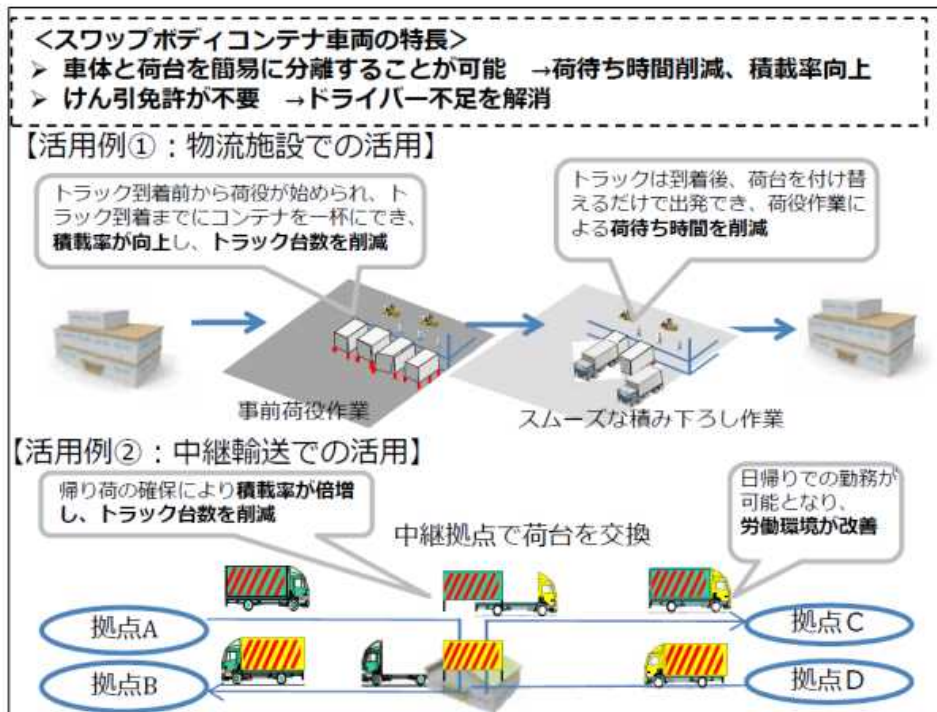 ＜スワップボディコンテナ車両の特長＞
➢ 車体と荷台を簡易に分離することが可能　→荷待ち時間削減、積載率向上
➢ けん引免許が不要　→ドライバー不足を解消
【活用例①：物流施設での活用】
トラック到着前から荷役が始められ、ト
ラック到着までにコンテナを一杯にでき、
積載率が向上し、トラック台数を削減
トラックは到着後、荷台を付け替
えるだけで出発でき、荷役作業に
よる荷待ち時間を削減
事前荷役作業
スムーズな積み下ろし作業
【活用例②：中継輸送での活用】
帰り荷の確保により積載率が倍増
し、トラック台数を削減
中継拠点で荷台を交換
日帰りでの勤務が
可能となり、
労働環境が改善
拠点A
拠点C
拠点B
拠点D